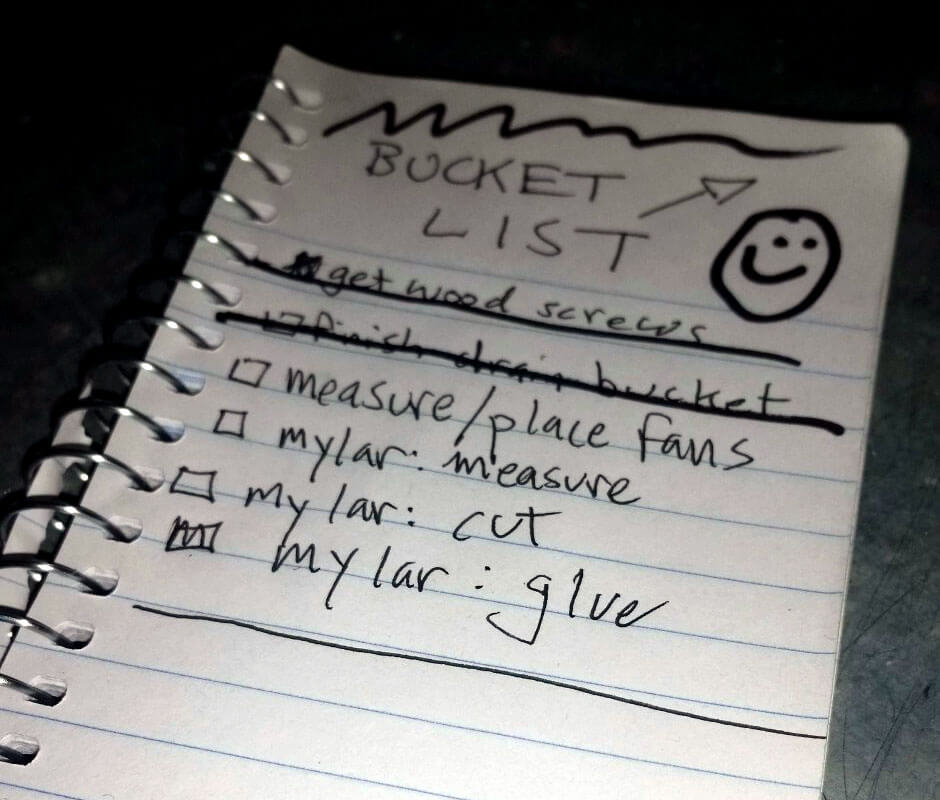 BUCKET
LIST
get wood screws
finish drain bucket
measure/place fans
mylar: measure
mylar: cut
mylar: glue